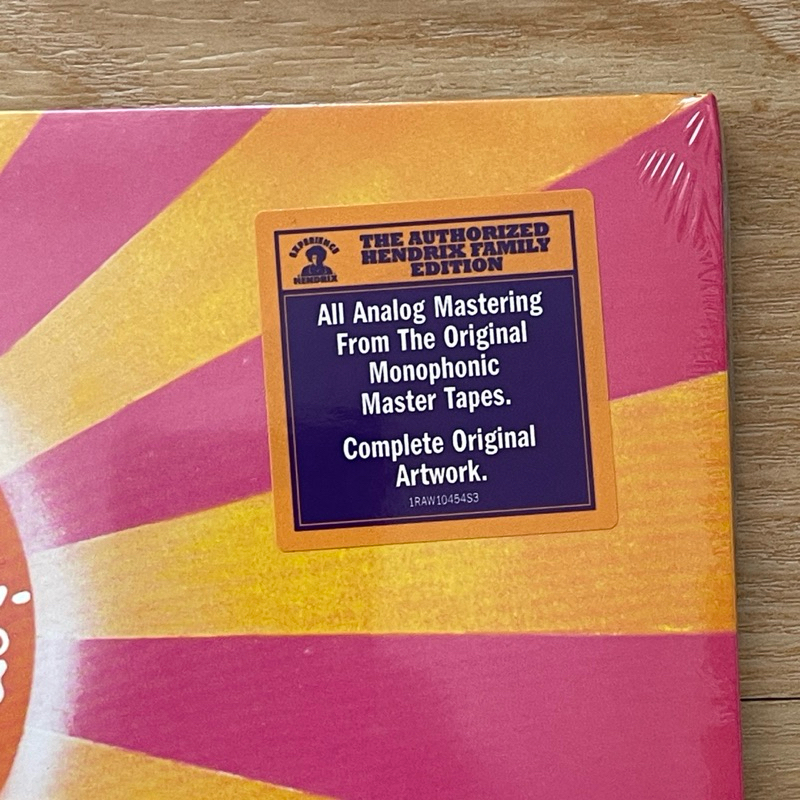 EXPERIENCE
HENDRIX
THE AUTHORIZED
HENDRIX FAMILY
EDITION
All Analog Mastering
From The Original
Monophonic
Master Tapes.
Complete Original
Artwork.
1RAW10454S3